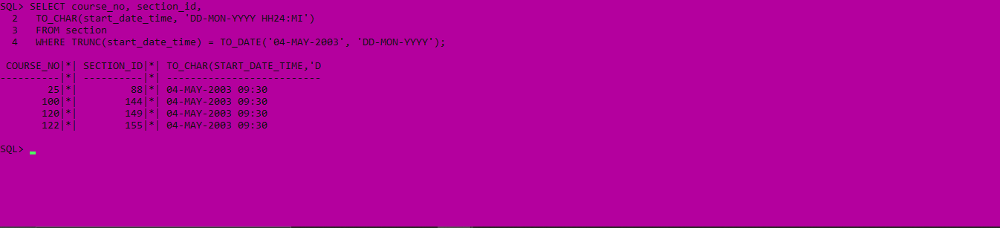 SQL> SELECT course_no, section_id,
  2   TO_CHAR(start_date_time, 'DD-MON-YYYY HH24:MI')
  3   FROM section
  4   WHERE TRUNC(start_date_time) = TO_DATE('04-MAY-2003', 'DD-MON-YYYY');
 COURSE_NO|*| SECTION_ID|*| TO_CHAR(START_DATE_TIME,'D
----------|*| ----------|*| --------------------------
        25|*|         88|*| 04-MAY-2003 09:30
       100|*|        144|*| 04-MAY-2003 09:30
       120|*|        149|*| 04-MAY-2003 09:30
       122|*|        155|*| 04-MAY-2003 09:30
SQL>